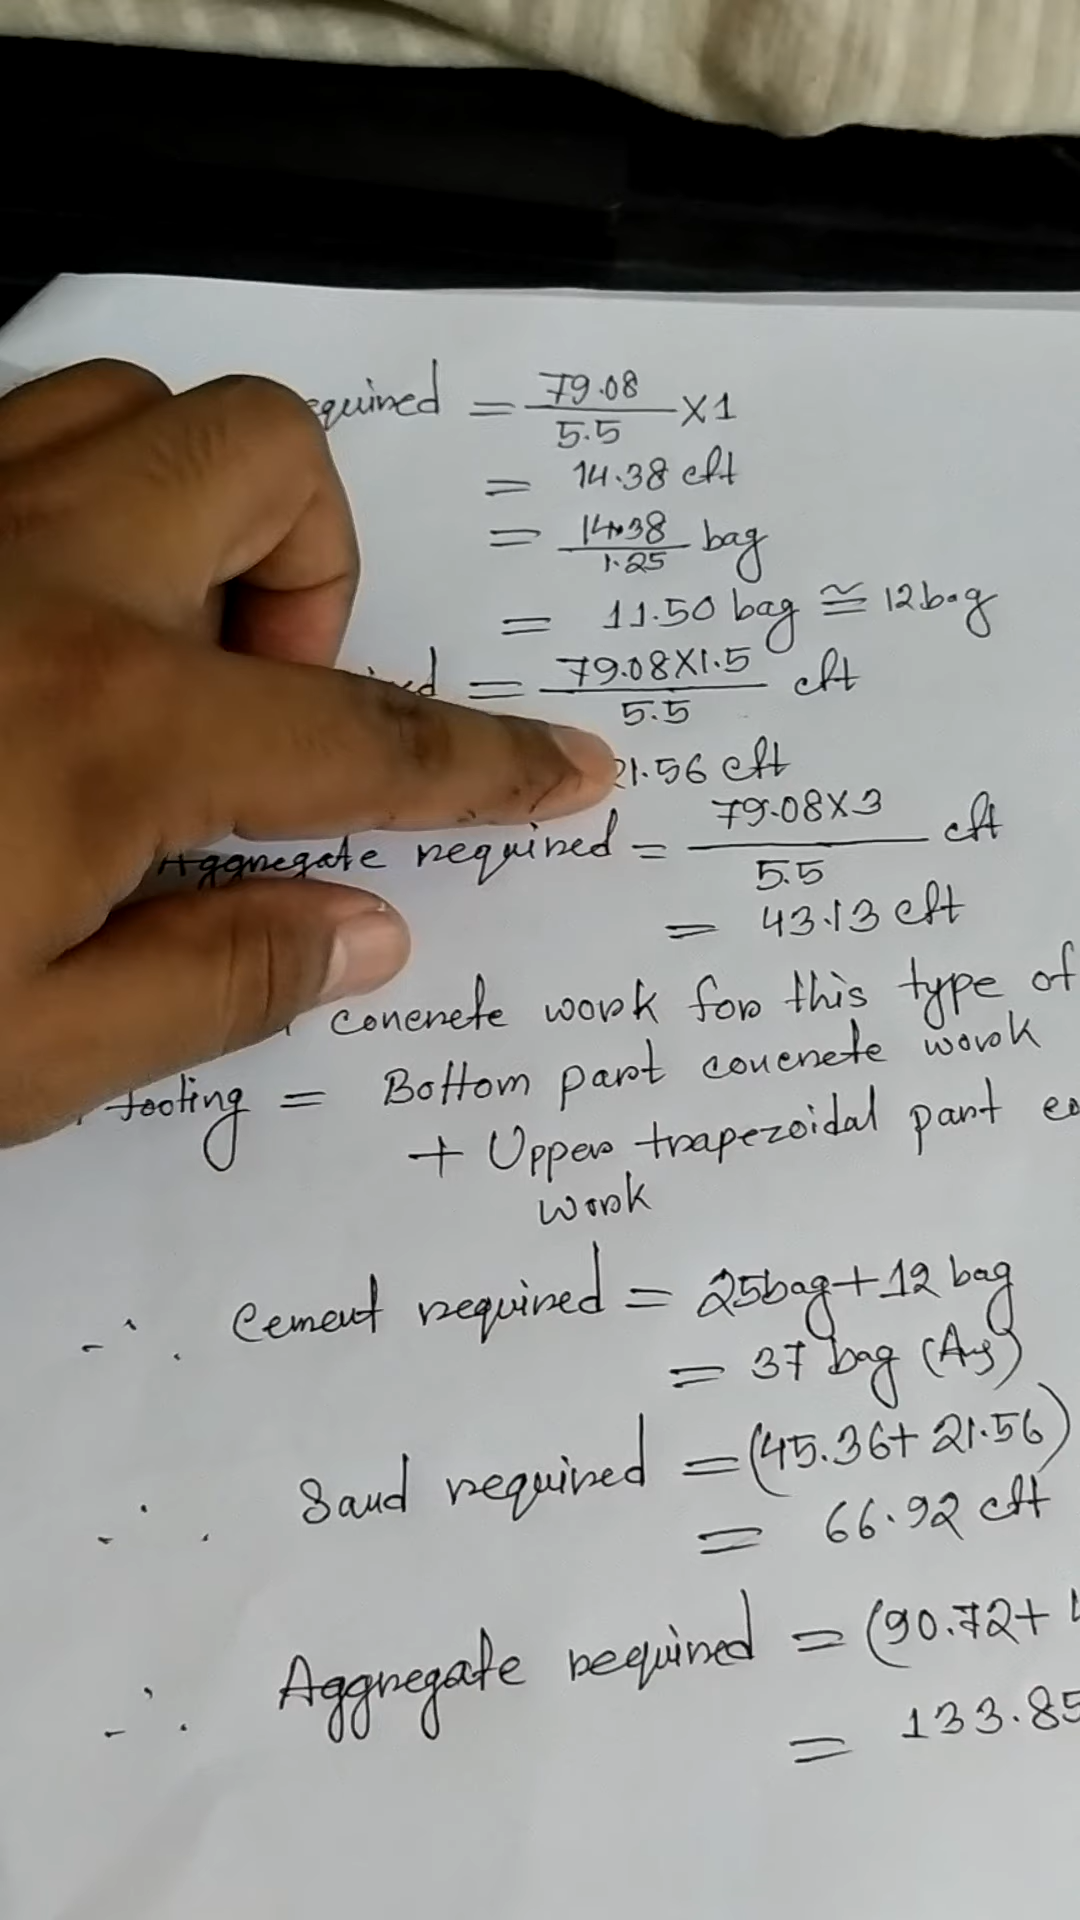 required = 79.08/5.5 X1
= 14.38 cft
= 14.38/1.25 bag
= 11.50 bag ≅ 12 bag
= 79.08X1.5/5.5 cft
21.56 cft
Aggregate required = 79.08X3/5.5 cft
= 43.13 cft
concrete work for this type of
footing = Bottom part concrete work
+ Upper trapezoidal part
work
∴ Cement required = 25bag+12 bag
= 37 bag (Ans)
∴ Sand required = (45.36+ 21.56)
= 66.92 cft
∴ Aggregate required = (90.72+
= 133.85